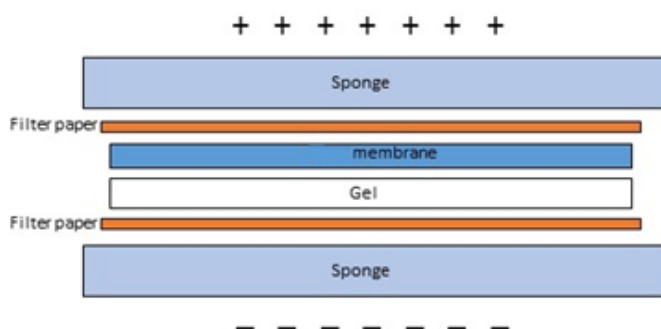 + + + + + + +
Sponge
Filter paper
membrane
Gel
Filter paper
Sponge
– – – – – – –